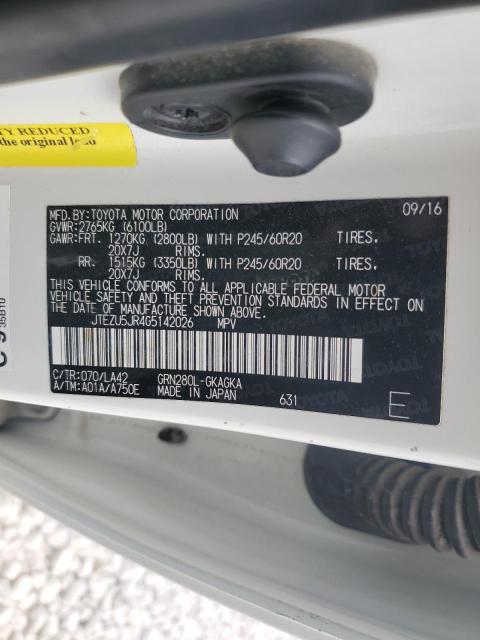 TY REDUCED
the original load
MFD.BY:TOYOTA MOTOR CORPORATION 09/16
GVWR:2765KG (6100LB)
GAWR:FRT. 1270KG (2800LB) WITH P245/60R20 TIRES,
20X7J RIMS.
RR. 1515KG (3350LB) WITH P245/60R20 TIRES,
20X7J RIMS.
THIS VEHICLE CONFORMS TO ALL APPLICABLE FEDERAL MOTOR
VEHICLE SAFETY AND THEFT PREVENTION STANDARDS IN EFFECT ON
THE DATE OF MANUFACTURE SHOWN ABOVE.
JTEZU5JR4G5142026 MPV
C/TR:070/LA42 GRN280L-GKAGKA
A/TM:A01A/A750E MADE IN JAPAN 631 E
C 9
35B10